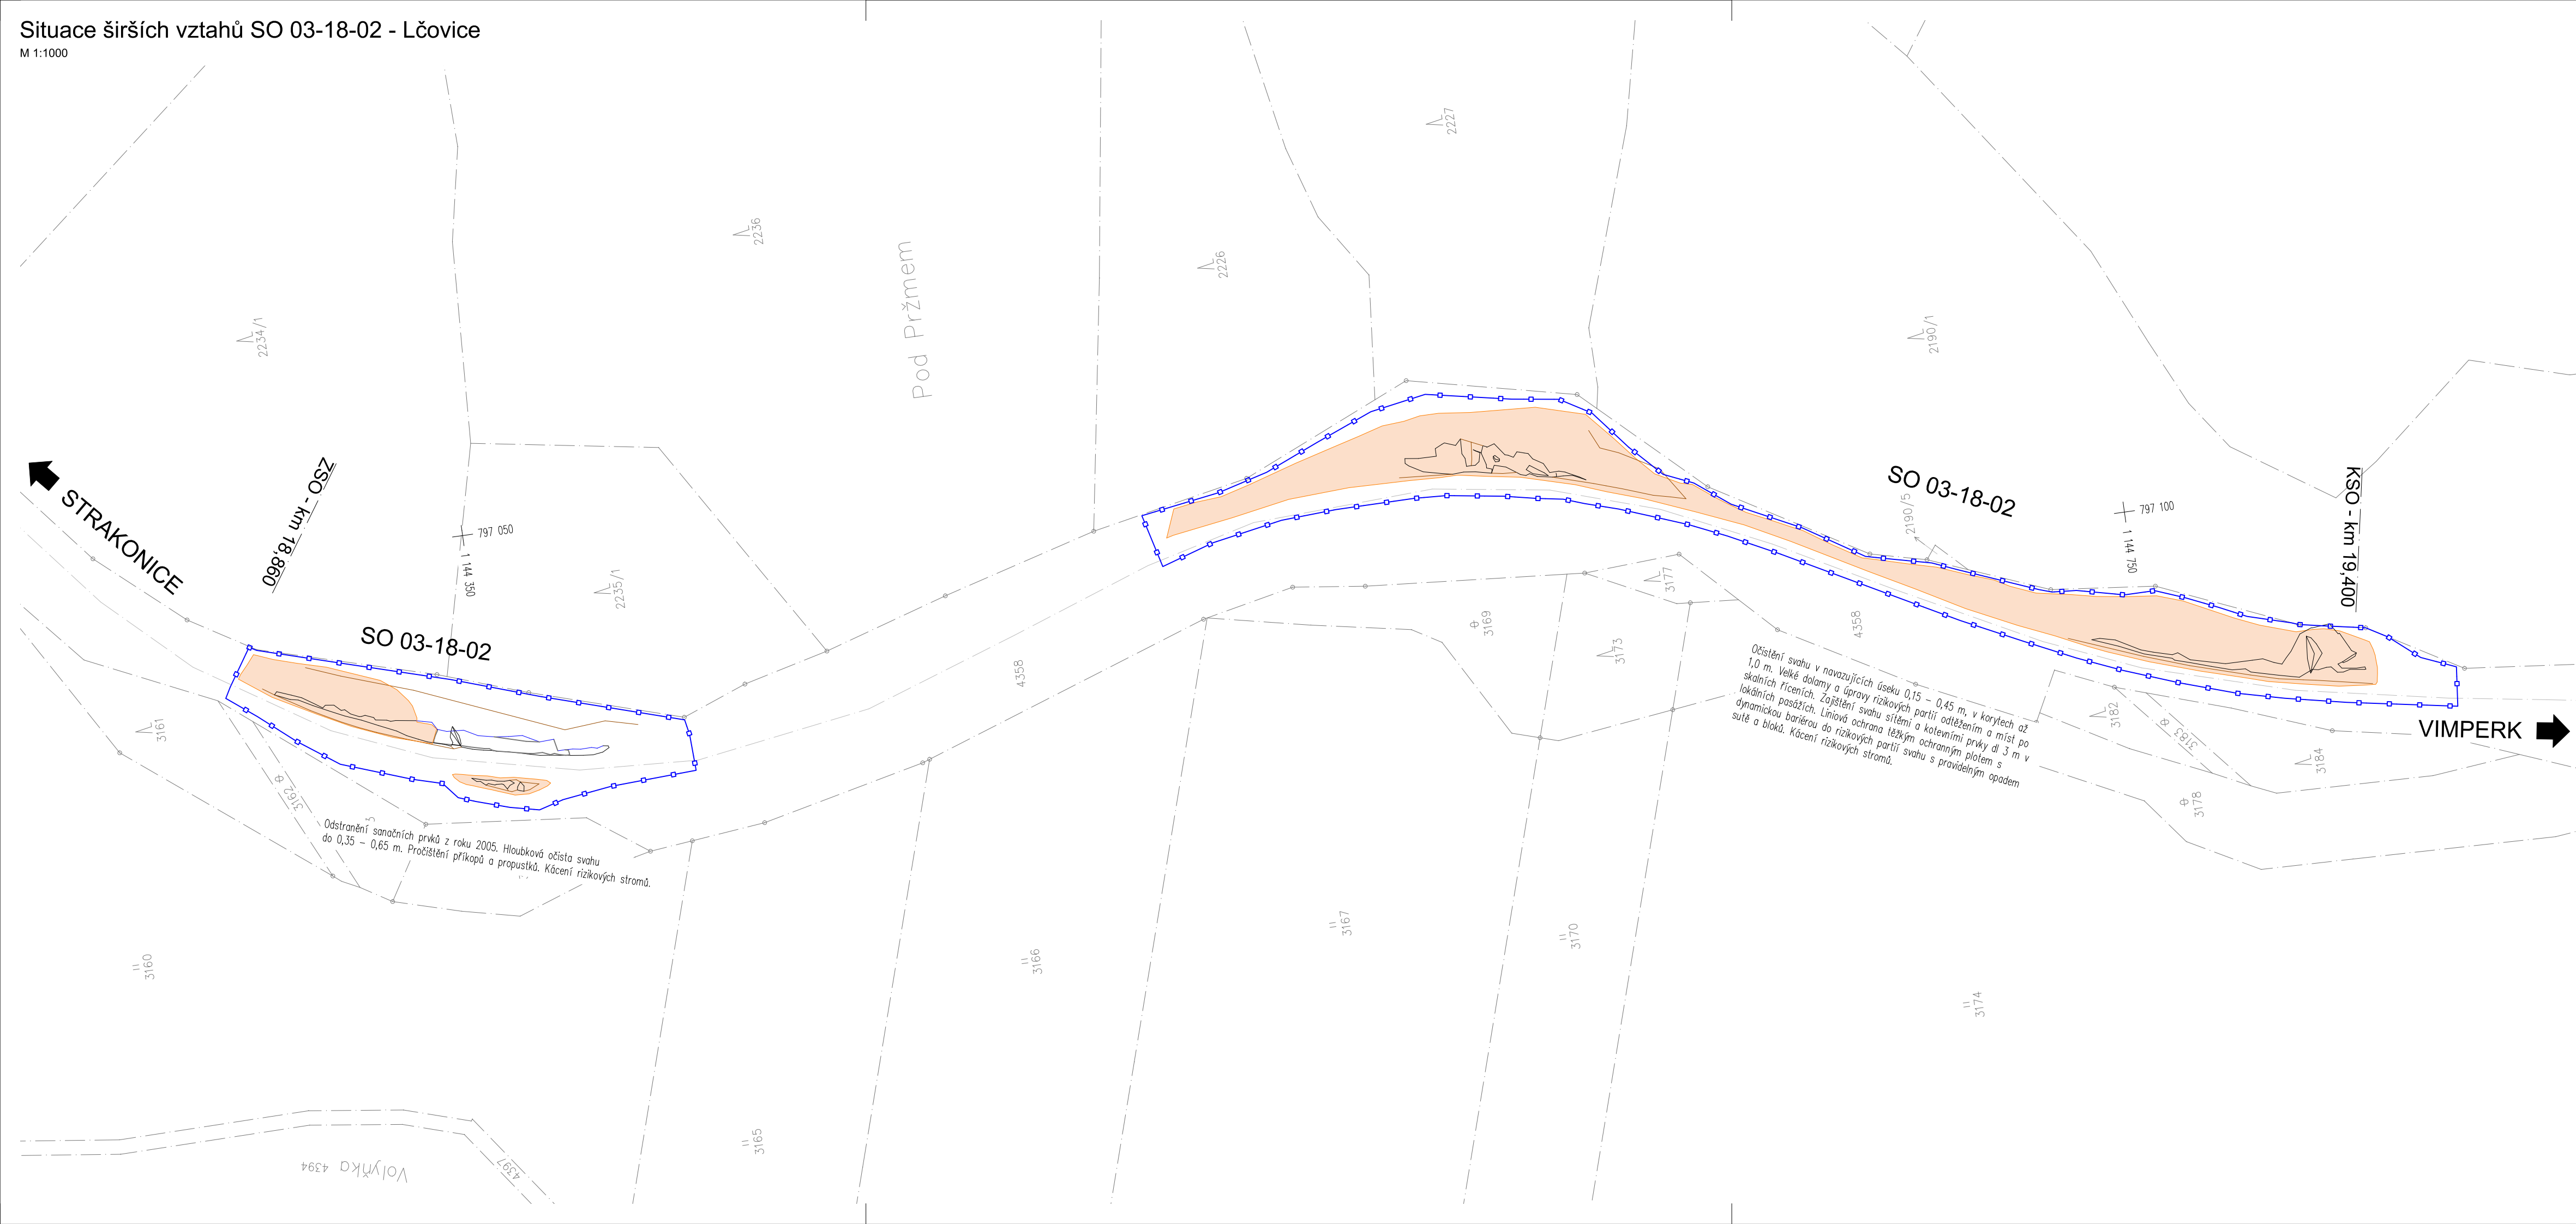 Situace širších vztahů SO 03-18-02 - Lčovice
M 1:1000
2227
2236
2226
Pod Pržmem
2234/1
2190/1
STRAKONICE
ZSO - km 18,860
797 050
1 144 350
2235/1
SO 03-18-02
SO 03-18-02
2190/5
797 100
1 144 750
KSO - km 19,400
VIMPERK
3177
3169
3173
4358
4358
Očistění svahu v navazujících úseku 0,15 – 0,45 m, v korytech až
1,0 m. Velké dolamy a úpravy rizikových partií odtěžením a míst po
skalních říceních. Zajištění svahu sítěmi a kotevními prvky dl 3 m v
lokálních pasážích. Liniová ochrana těžkým ochranným plotem s
dynamickou bariérou do rizikových partií svahu s pravidelným opadem
sutě a bloků. Kácení rizikových stromů.
3182
3183
3184
3178
3161
3162
3
Odstranění sanačních prvků z roku 2005. Hloubková očista svahu
do 0,35 – 0,65 m. Pročištění příkopů a propustků. Kácení rizikových stromů.
3160
3166
3167
3170
3174
3165
Volyňka 4394
4397